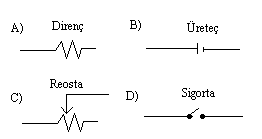 A) Direnç
B) Üreteç
C) Reosta
D) Sigorta